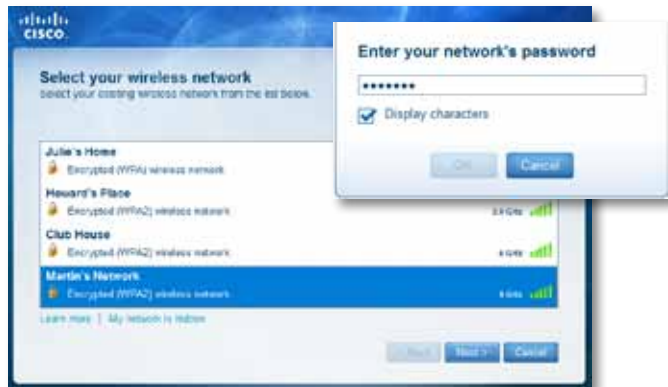 CISCO
Select your wireless network
Select your existing wireless network from the list below.
Julie's Home
Encrypted (WPA) wireless network
Howard's Place
Encrypted (WPA2) wireless network
Club House
Encrypted (WPA2) wireless network
Martin's Network
Encrypted (WPA2) wireless network
Learn more | My network is hidden
Next > Cancel
Enter your network's password
•••••••
Display characters
OK Cancel